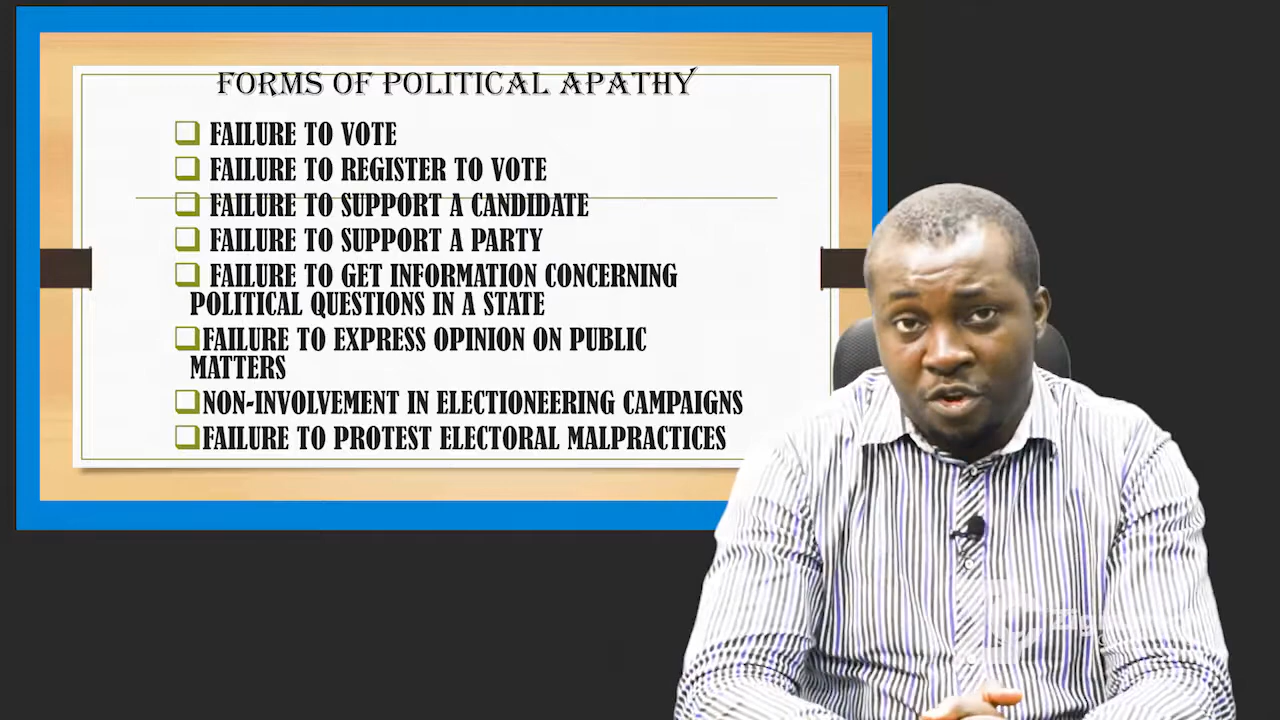 FORMS OF POLITICAL APATHY
FAILURE TO VOTE
FAILURE TO REGISTER TO VOTE
FAILURE TO SUPPORT A CANDIDATE
FAILURE TO SUPPORT A PARTY
FAILURE TO GET INFORMATION CONCERNING
POLITICAL QUESTIONS IN A STATE
FAILURE TO EXPRESS OPINION ON PUBLIC
MATTERS
NON-INVOLVEMENT IN ELECTIONEERING CAMPAIGNS
FAILURE TO PROTEST ELECTORAL MALPRACTICES